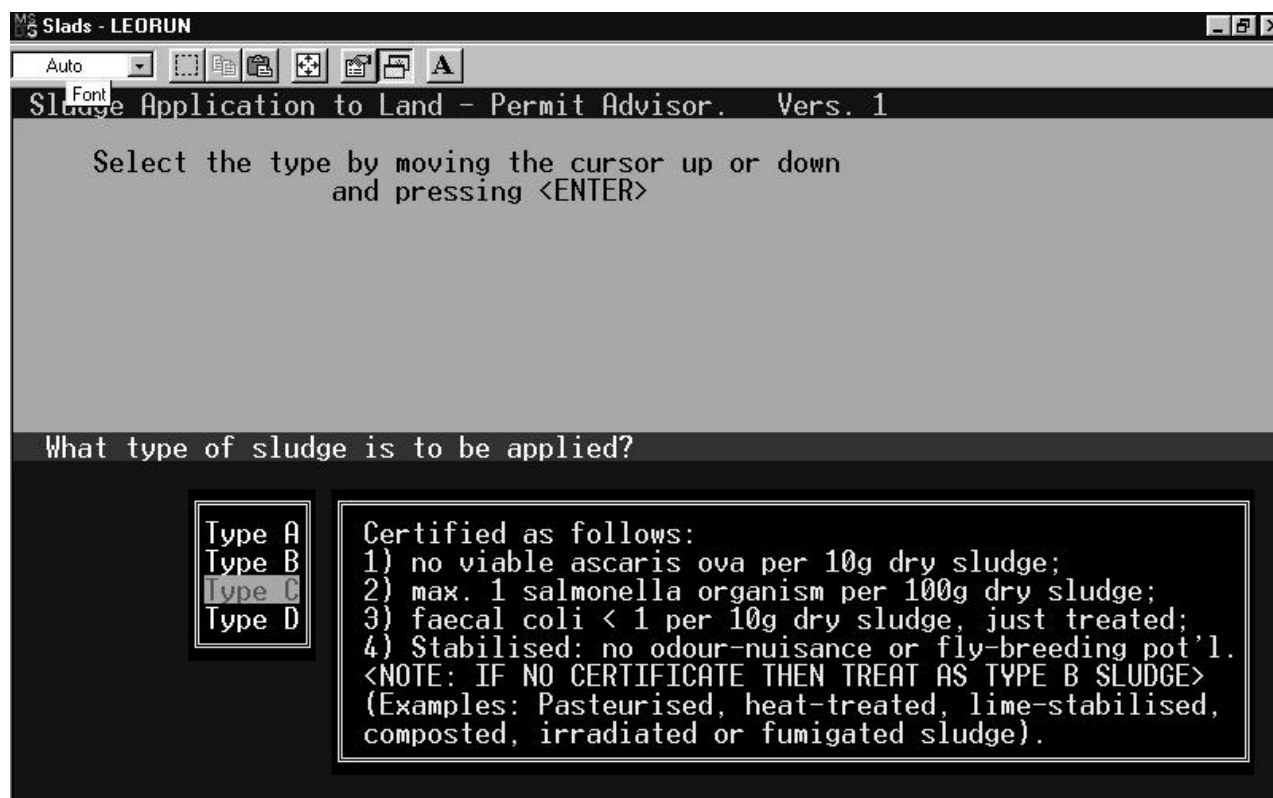 Slads - LEORUN
Auto
A
Font
Sludge Application to Land - Permit Advisor. Vers. 1
Select the type by moving the cursor up or down
and pressing <ENTER>
What type of sludge is to be applied?
Type A
Type B
Type C
Type D
Certified as follows:
1) no viable ascaris ova per 10g dry sludge;
2) max. 1 salmonella organism per 100g dry sludge;
3) faecal coli < 1 per 10g dry sludge, just treated;
4) Stabilised: no odour-nuisance or fly-breeding pot'l.
<NOTE: IF NO CERTIFICATE THEN TREAT AS TYPE B SLUDGE>
(Examples: Pasteurised, heat-treated, lime-stabilised,
composted, irradiated or fumigated sludge).